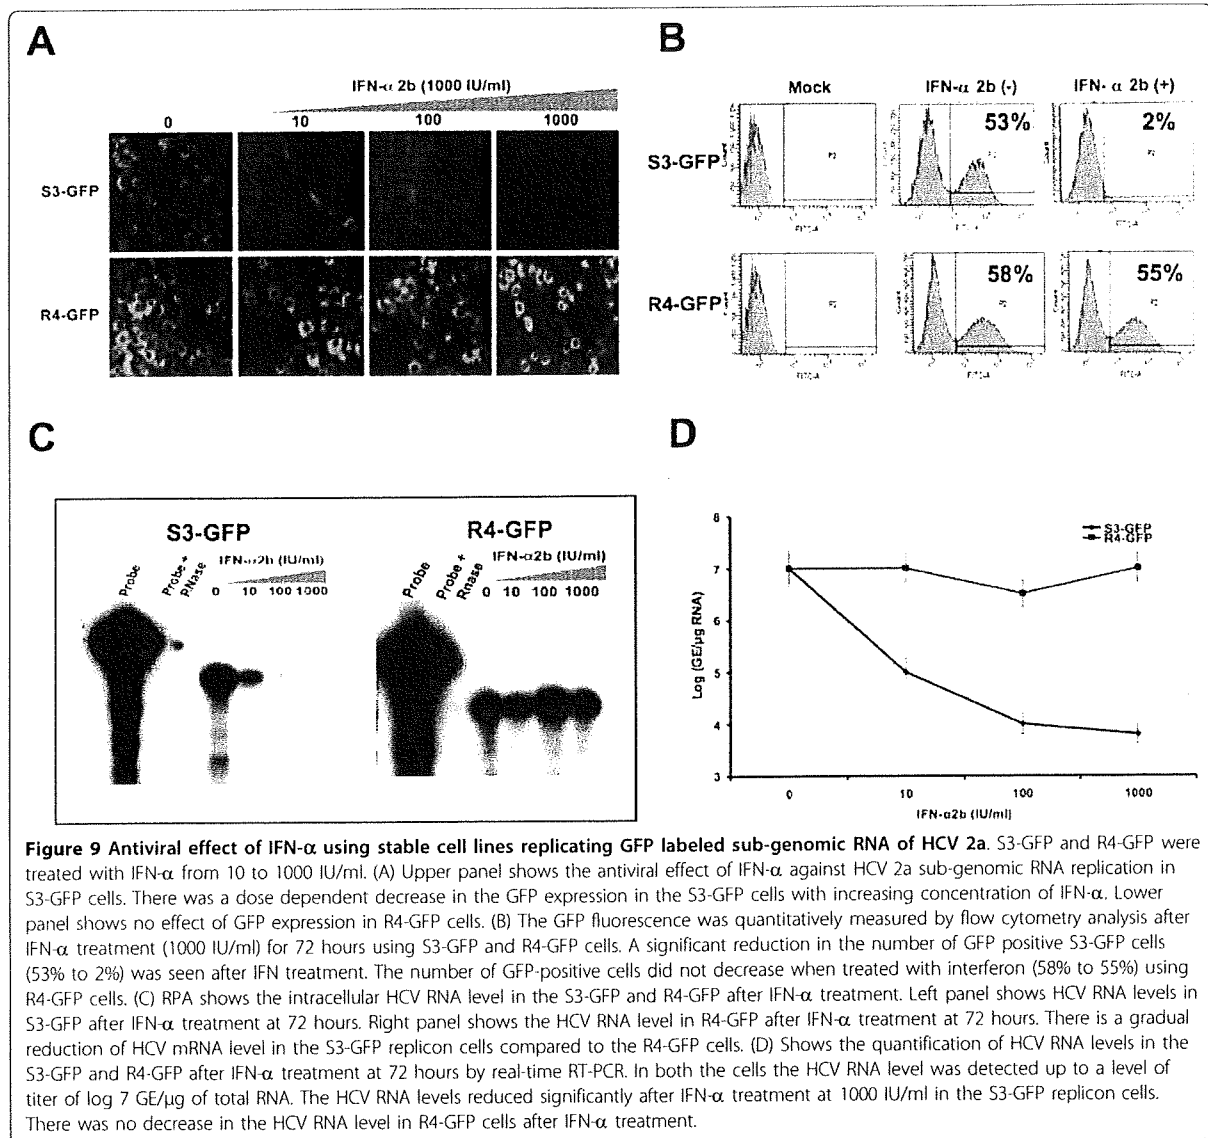 A
IFN-α 2b (1000 IU/ml)
0 10 100 1000
S3-GFP
R4-GFP
B
Mock IFN-α 2b (-) IFN- α 2b (+)
S3-GFP
53%
2%
P2
FITC-A
R4-GFP
58%
55%
C
S3-GFP
Probe
Probe + RNase
IFN-α2b (IU/ml)
0 10 100 1000
R4-GFP
Probe
Probe + Rnase
IFN-α2b (IU/ml)
0 10 100 1000
D
S3-GFP
R4-GFP
Log (GE/µg RNA)
8
7
6
5
4
3
0 10 100 1000
IFN-α2b (IU/ml)
Figure 9 Antiviral effect of IFN-α using stable cell lines replicating GFP labeled sub-genomic RNA of HCV 2a. S3-GFP and R4-GFP were
treated with IFN-α from 10 to 1000 IU/ml. (A) Upper panel shows the antiviral effect of IFN-α against HCV 2a sub-genomic RNA replication in
S3-GFP cells. There was a dose dependent decrease in the GFP expression in the S3-GFP cells with increasing concentration of IFN-α. Lower
panel shows no effect of GFP expression in R4-GFP cells. (B) The GFP fluorescence was quantitatively measured by flow cytometry analysis after
IFN-α treatment (1000 IU/ml) for 72 hours using S3-GFP and R4-GFP cells. A significant reduction in the number of GFP positive S3-GFP cells
(53% to 2%) was seen after IFN treatment. The number of GFP-positive cells did not decrease when treated with interferon (58% to 55%) using
R4-GFP cells. (C) RPA shows the intracellular HCV RNA level in the S3-GFP and R4-GFP after IFN-α treatment. Left panel shows HCV RNA levels in
S3-GFP after IFN-α treatment at 72 hours. Right panel shows the HCV RNA level in R4-GFP after IFN-α treatment at 72 hours. There is a gradual
reduction of HCV mRNA level in the S3-GFP replicon cells compared to the R4-GFP cells. (D) Shows the quantification of HCV RNA levels in the
S3-GFP and R4-GFP after IFN-α treatment at 72 hours by real-time RT-PCR. In both the cells the HCV RNA level was detected up to a level of
titer of log 7 GE/µg of total RNA. The HCV RNA levels reduced significantly after IFN-α treatment at 1000 IU/ml in the S3-GFP replicon cells.
There was no decrease in the HCV RNA level in R4-GFP cells after IFN-α treatment.